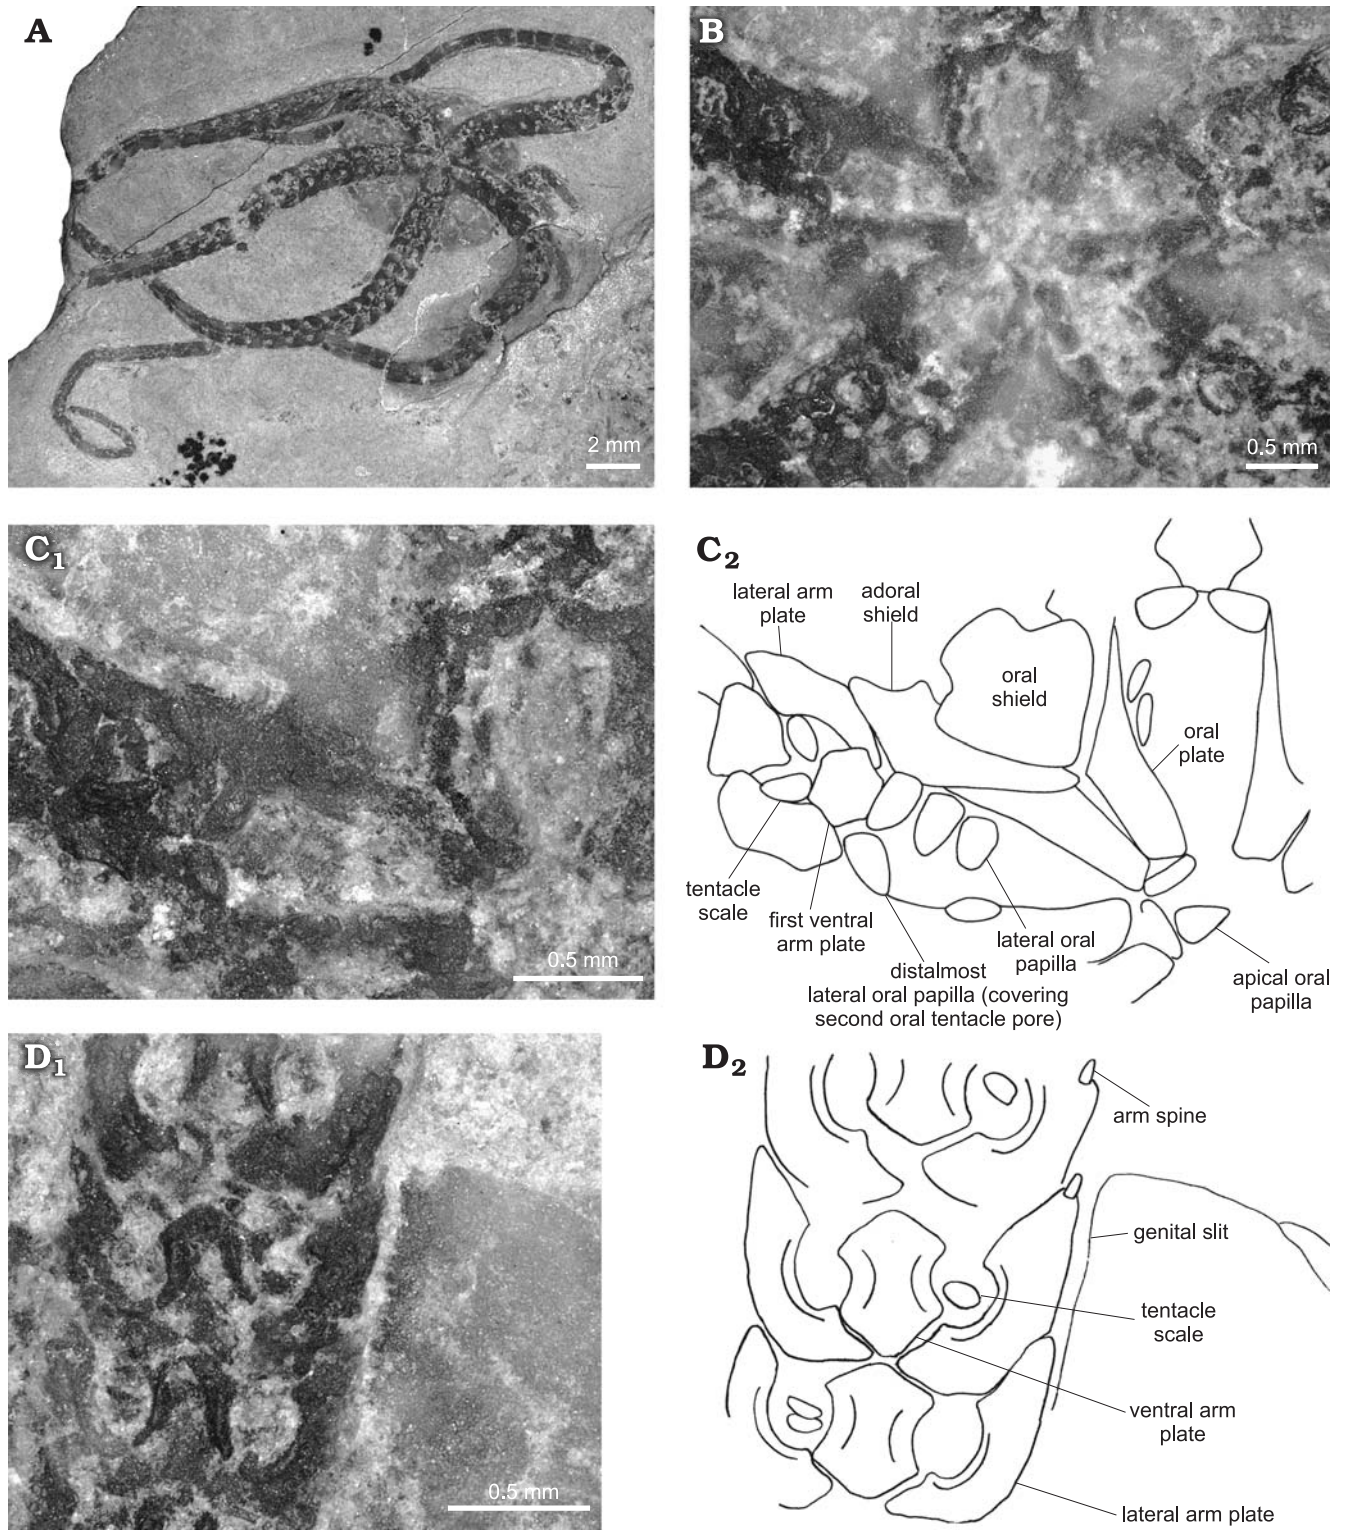 A
2 mm
B
0.5 mm
C1
0.5 mm
C2
lateral arm
plate
adoral
shield
oral
shield
oral
plate
tentacle
scale
first ventral
arm plate
distalmost
lateral oral papilla (covering
second oral tentacle pore)
lateral oral
papilla
apical oral
papilla
D1
0.5 mm
D2
arm spine
genital slit
tentacle
scale
ventral arm
plate
lateral arm plate